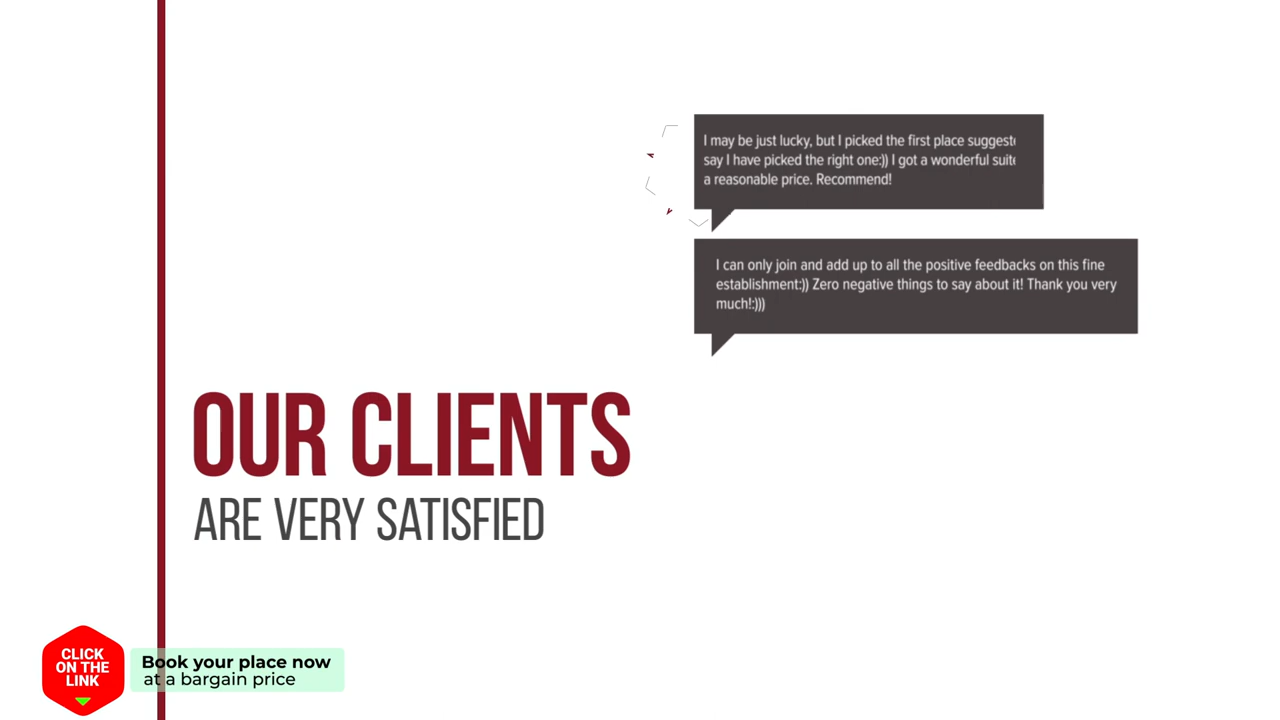 I may be just lucky, but I picked the first place
say I have picked the right one:)) I got a wonderful suite
a reasonable price. Recommend!
I can only join and add up to all the positive feedbacks on this fine
establishment:)) Zero negative things to say about it! Thank you very
much!:)))
OUR CLIENTS
ARE VERY SATISFIED
CLICK
ON THE
LINK
Book your place now
at a bargain price